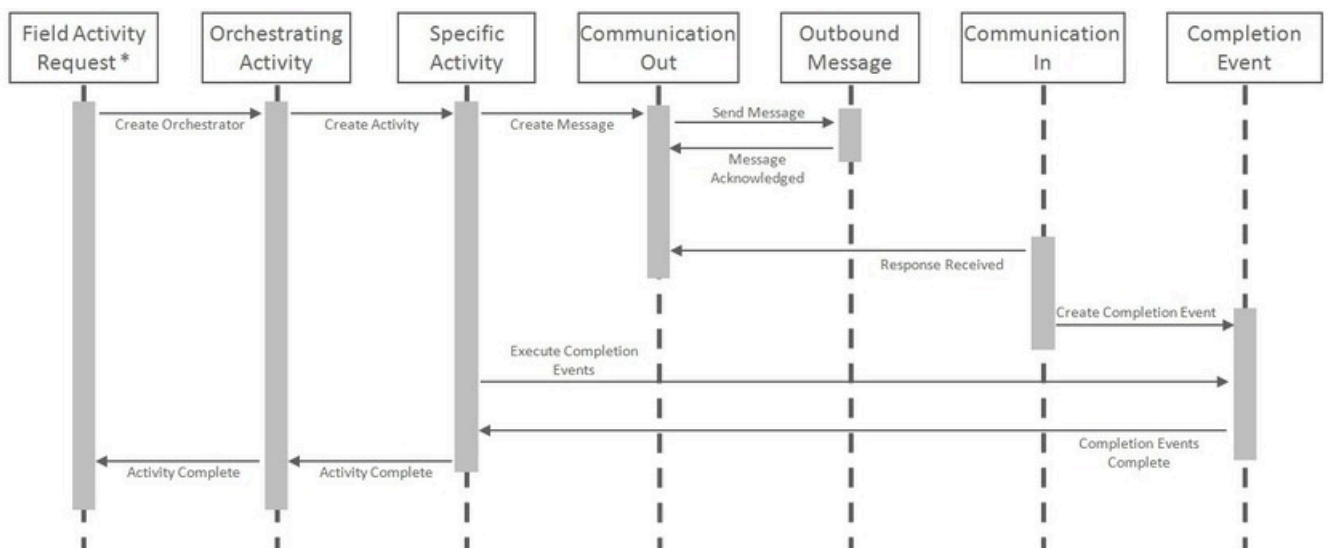 Field Activity
Request *
Orchestrating
Activity
Specific
Activity
Communication
Out
Outbound
Message
Communication
In
Completion
Event
Create Orchestrator
Create Activity
Create Message
Send Message
Message
Acknowledged
Response Received
Create Completion Event
Execute Completion
Events
Completion Events
Complete
Activity Complete
Activity Complete